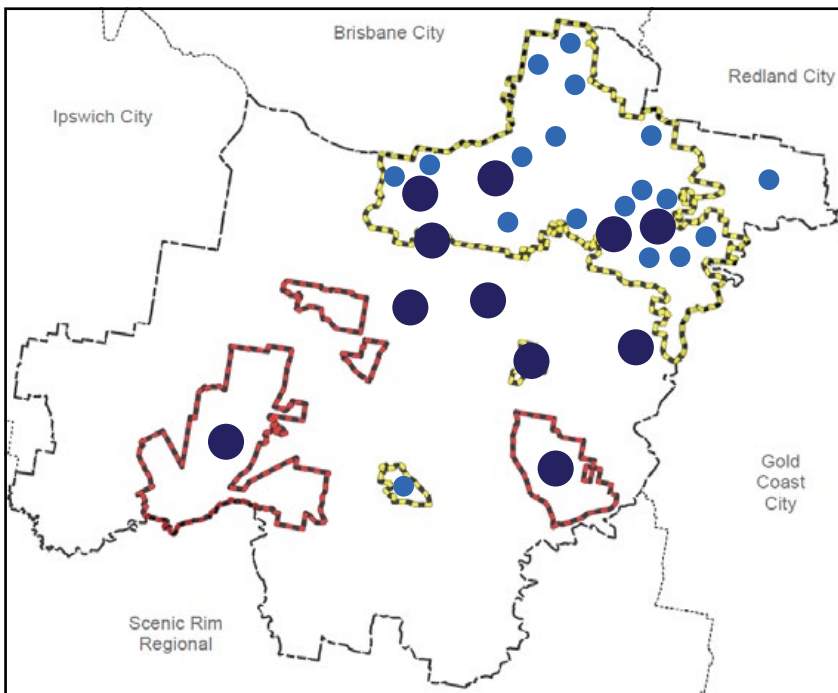 Brisbane City
Redland City
Ipswich City
Gold
Coast
City
Scenic Rim
Regional